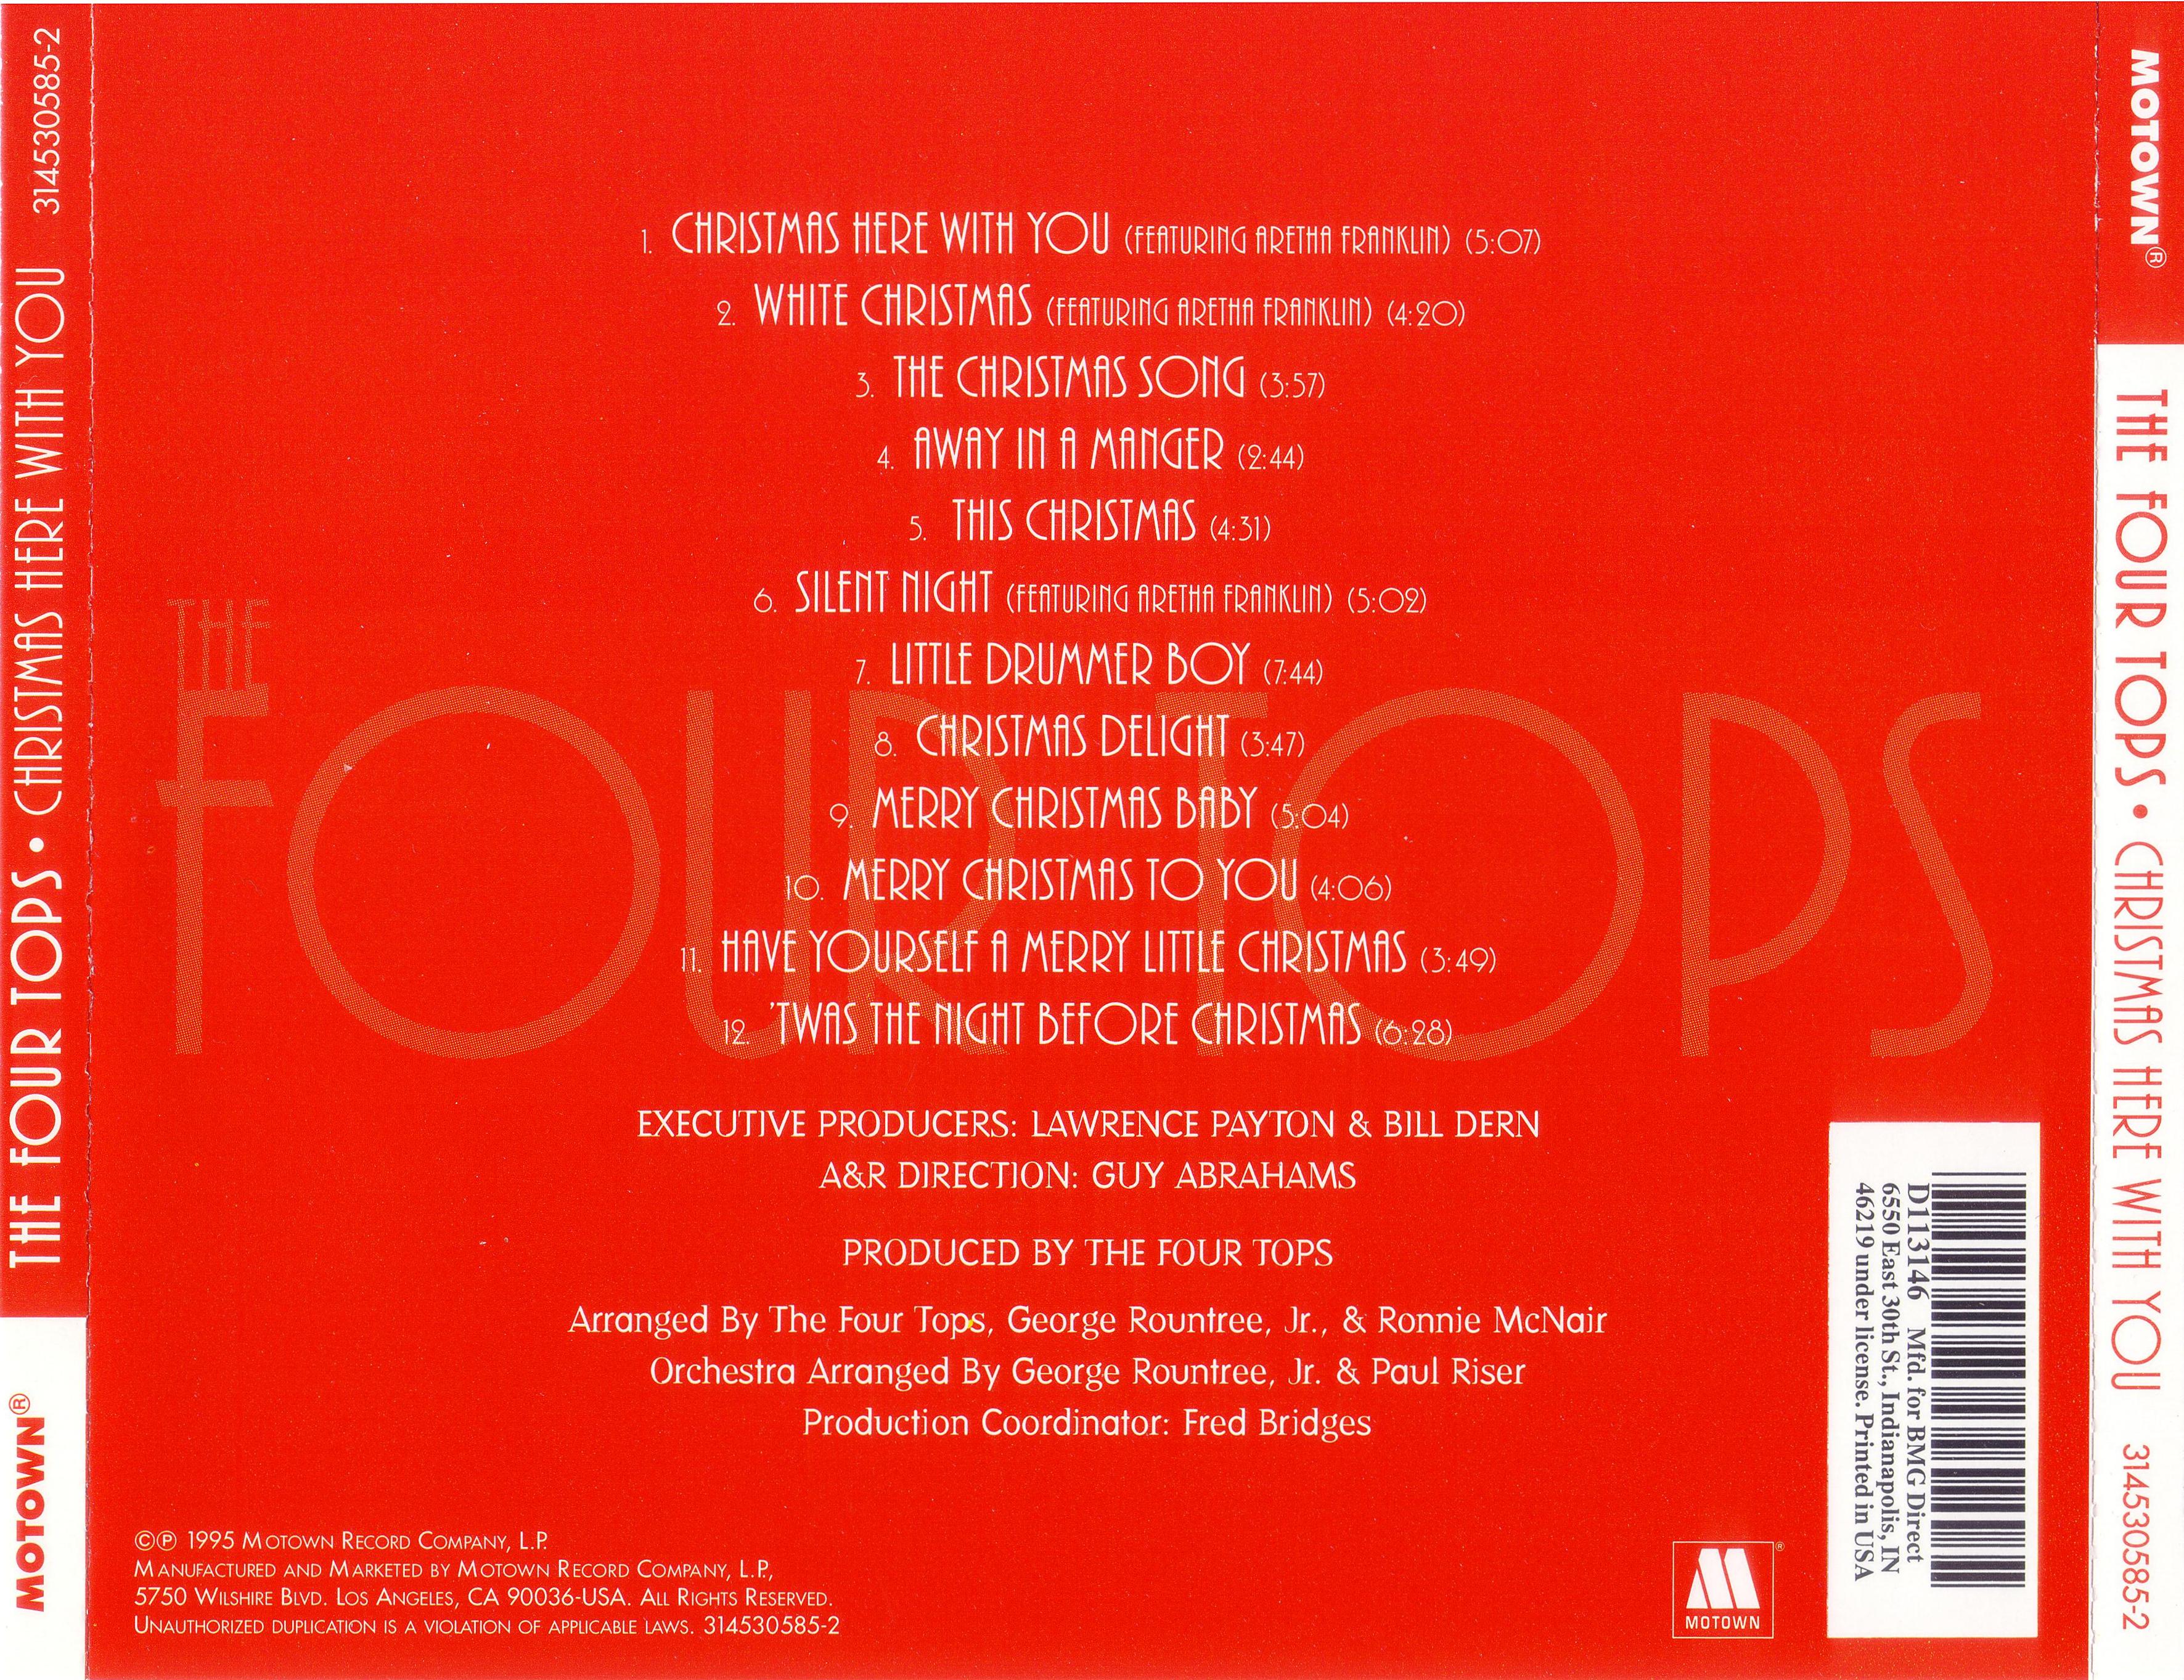 THE FOUR TOPS • CHRISTMAS HERE WITH YOU 314530585-2
MOTOWN®
1. CHRISTMAS HERE WITH YOU (FEATURING ARETHA FRANKLIN) (5:07)
2. WHITE CHRISTMAS (FEATURING ARETHA FRANKLIN) (4:20)
3. THE CHRISTMAS SONG (3:57)
4. AWAY IN A MANGER (2:44)
5. THIS CHRISTMAS (4:31)
6. SILENT NIGHT (FEATURING ARETHA FRANKLIN) (5:02)
7. LITTLE DRUMMER BOY (7:44)
8. CHRISTMAS DELIGHT (3:47)
9. MERRY CHRISTMAS BABY (5:04)
10. MERRY CHRISTMAS TO YOU (4:06)
11. HAVE YOURSELF A MERRY LITTLE CHRISTMAS (3:49)
12. 'TWAS THE NIGHT BEFORE CHRISTMAS (6:28)
THE
FOUR TOPS
EXECUTIVE PRODUCERS: LAWRENCE PAYTON & BILL DERN
A&R DIRECTION: GUY ABRAHAMS
PRODUCED BY THE FOUR TOPS
Arranged By The Four Tops, George Rountree, Jr., & Ronnie McNair
Orchestra Arranged By George Rountree, Jr. & Paul Riser
Production Coordinator: Fred Bridges
©℗ 1995 MOTOWN RECORD COMPANY, L.P.
MANUFACTURED AND MARKETED BY MOTOWN RECORD COMPANY, L.P.,
5750 WILSHIRE BLVD. LOS ANGELES, CA 90036-USA. ALL RIGHTS RESERVED.
UNAUTHORIZED DUPLICATION IS A VIOLATION OF APPLICABLE LAWS. 314530585-2
MOTOWN ®
D113146 Mfd. for BMG Direct
6550 East 30th St., Indianapolis, IN
46219 under license. Printed in USA
MOTOWN®
THE FOUR TOPS • CHRISTMAS HERE WITH YOU 314530585-2